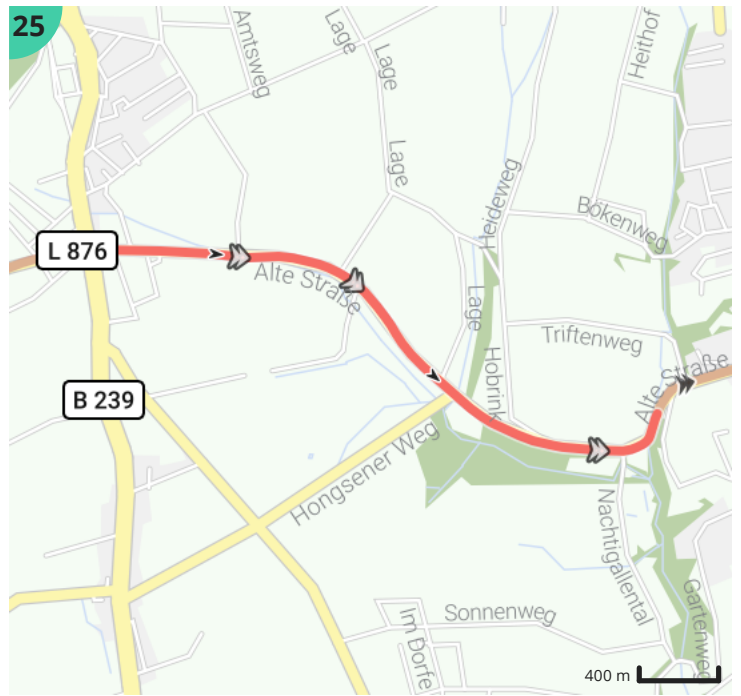 25
Amtsweg
Lage
Lage
Heithof
Lage
Heideweg
Bökenweg
L 876
Alte Straße
Lage
Triftenweg
Hobrink
Alte Straße
B 239
Hongsener Weg
Nachtigallental
Gartenweg
Sonnenweg
Im Dorfe
400 m